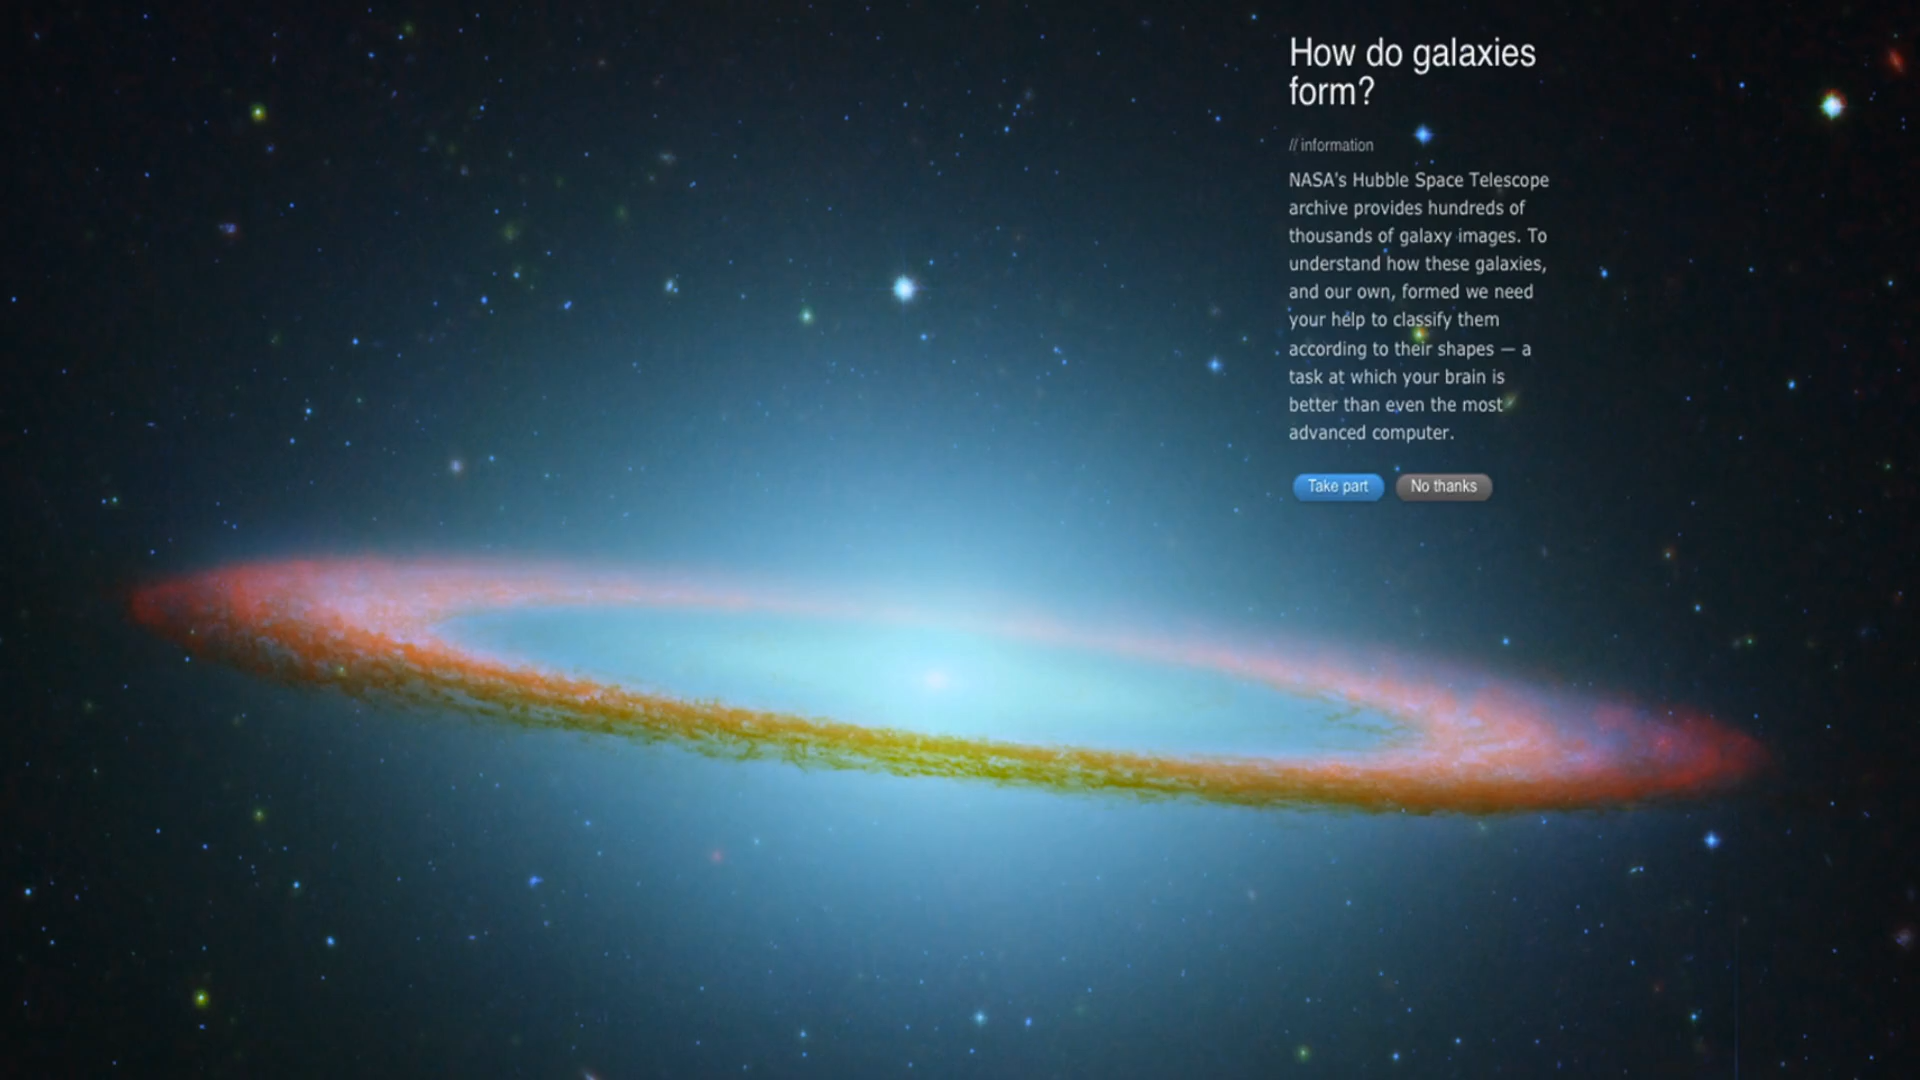 How do galaxies
form?
// information
NASA's Hubble Space Telescope
archive provides hundreds of
thousands of galaxy images. To
understand how these galaxies,
and our own, formed we need
your help to classify them
according to their shapes — a
task at which your brain is
better than even the most
advanced computer.
Take part
No thanks